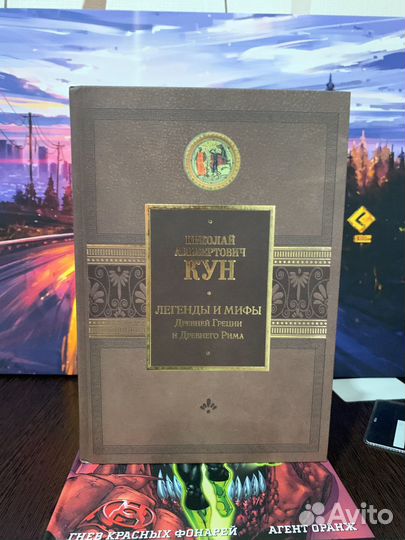 НИКОЛАЙ
АЛЬБЕРТОВИЧ
КУН
ЛЕГЕНДЫ И МИФЫ
ДРЕВНЕЙ ГРЕЦИИ
И ДРЕВНЕГО РИМА
ГНЕВ КРАСНЫХ ФОНАРЕЙ АГЕНТ ОРАНЖ
Avito